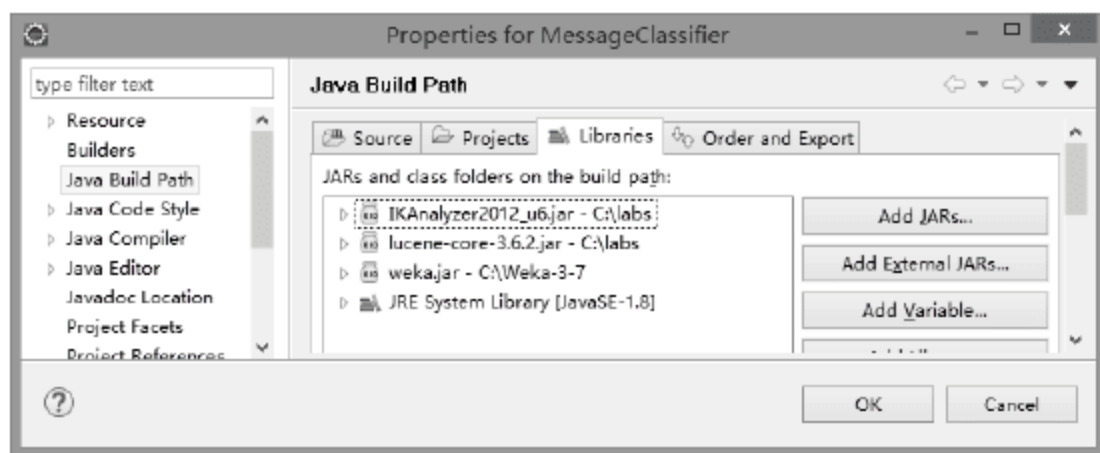 Properties for MessageClassifier
type filter text
Resource
Builders
Java Build Path
Java Code Style
Java Compiler
Java Editor
Javadoc Location
Project Facets
Project References
Java Build Path
Source Projects Libraries Order and Export
JARs and class folders on the build path:
IKAnalyzer2012_u6.jar - C:\labs
lucene-core-3.6.2.jar - C:\labs
weka.jar - C:\Weka-3-7
JRE System Library [JavaSE-1.8]
Add JARs...
Add External JARs...
Add Variable...
OK Cancel